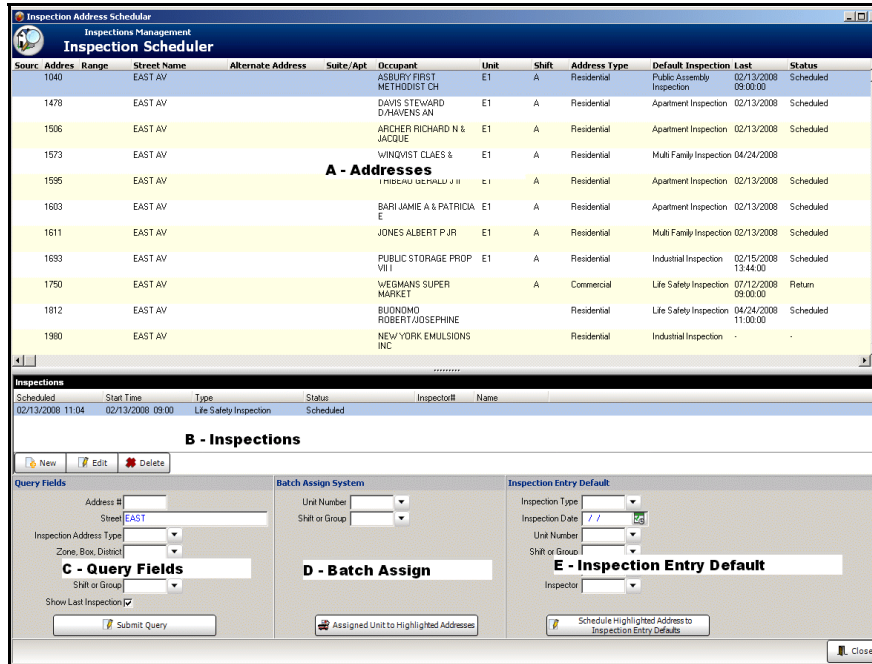 Inspection Address Schedular
Inspections Management
Inspection Scheduler
Sourc Addres Range Street Name Alternate Address Suite/Apt Occupant Unit Shift Address Type Default Inspection Last Status
1040 EAST AV ASBURY FIRST METHODIST CH E1 A Residential Public Assembly Inspection 02/13/2008 09:00:00 Scheduled
1478 EAST AV DAVIS STEWARD D/HAVENS AN E1 A Residential Apartment Inspection 02/13/2008 Scheduled
1506 EAST AV ARCHER RICHARD N & JACQUE E1 A Residential Apartment Inspection 02/13/2008 Scheduled
1573 EAST AV WINQVIST CLAES & E1 A Residential Multi Family Inspection 04/24/2008
A - Addresses
1595 EAST AV THIBEAU GERALD J II E1 A Residential Apartment Inspection 02/13/2008 Scheduled
1603 EAST AV BARI JAMIE A & PATRICIA E E1 A Residential Apartment Inspection 02/13/2008 Scheduled
1611 EAST AV JONES ALBERT P JR E1 A Residential Multi Family Inspection 02/13/2008 Scheduled
1693 EAST AV PUBLIC STORAGE PROP VII I E1 A Residential Industrial Inspection 02/15/2008 13:44:00 Scheduled
1750 EAST AV WEGMANS SUPER MARKET A Commercial Life Safety Inspection 07/12/2008 09:00:00 Return
1812 EAST AV BUONOMO ROBERT/JOSEPHINE Residential Life Safety Inspection 04/24/2008 11:00:00 Scheduled
1980 EAST AV NEW YORK EMULSIONS INC Residential Industrial Inspection - -
Inspections
Scheduled Start Time Type Status Inspector# Name
02/13/2008 11:04 02/13/2008 09:00 Life Safety Inspection Scheduled
B - Inspections
New Edit Delete
Query Fields Batch Assign System Inspection Entry Default
Address # Unit Number Inspection Type
Street EAST Shift or Group Inspection Date / /
Inspection Address Type Unit Number
Zone, Box, District Shift or Group
C - Query Fields D - Batch Assign E - Inspection Entry Default
Shift or Group Inspector
Show Last Inspection
Submit Query Assigned Unit to Highlighted Addresses Schedule Highlighted Address to Inspection Entry Defaults
Close